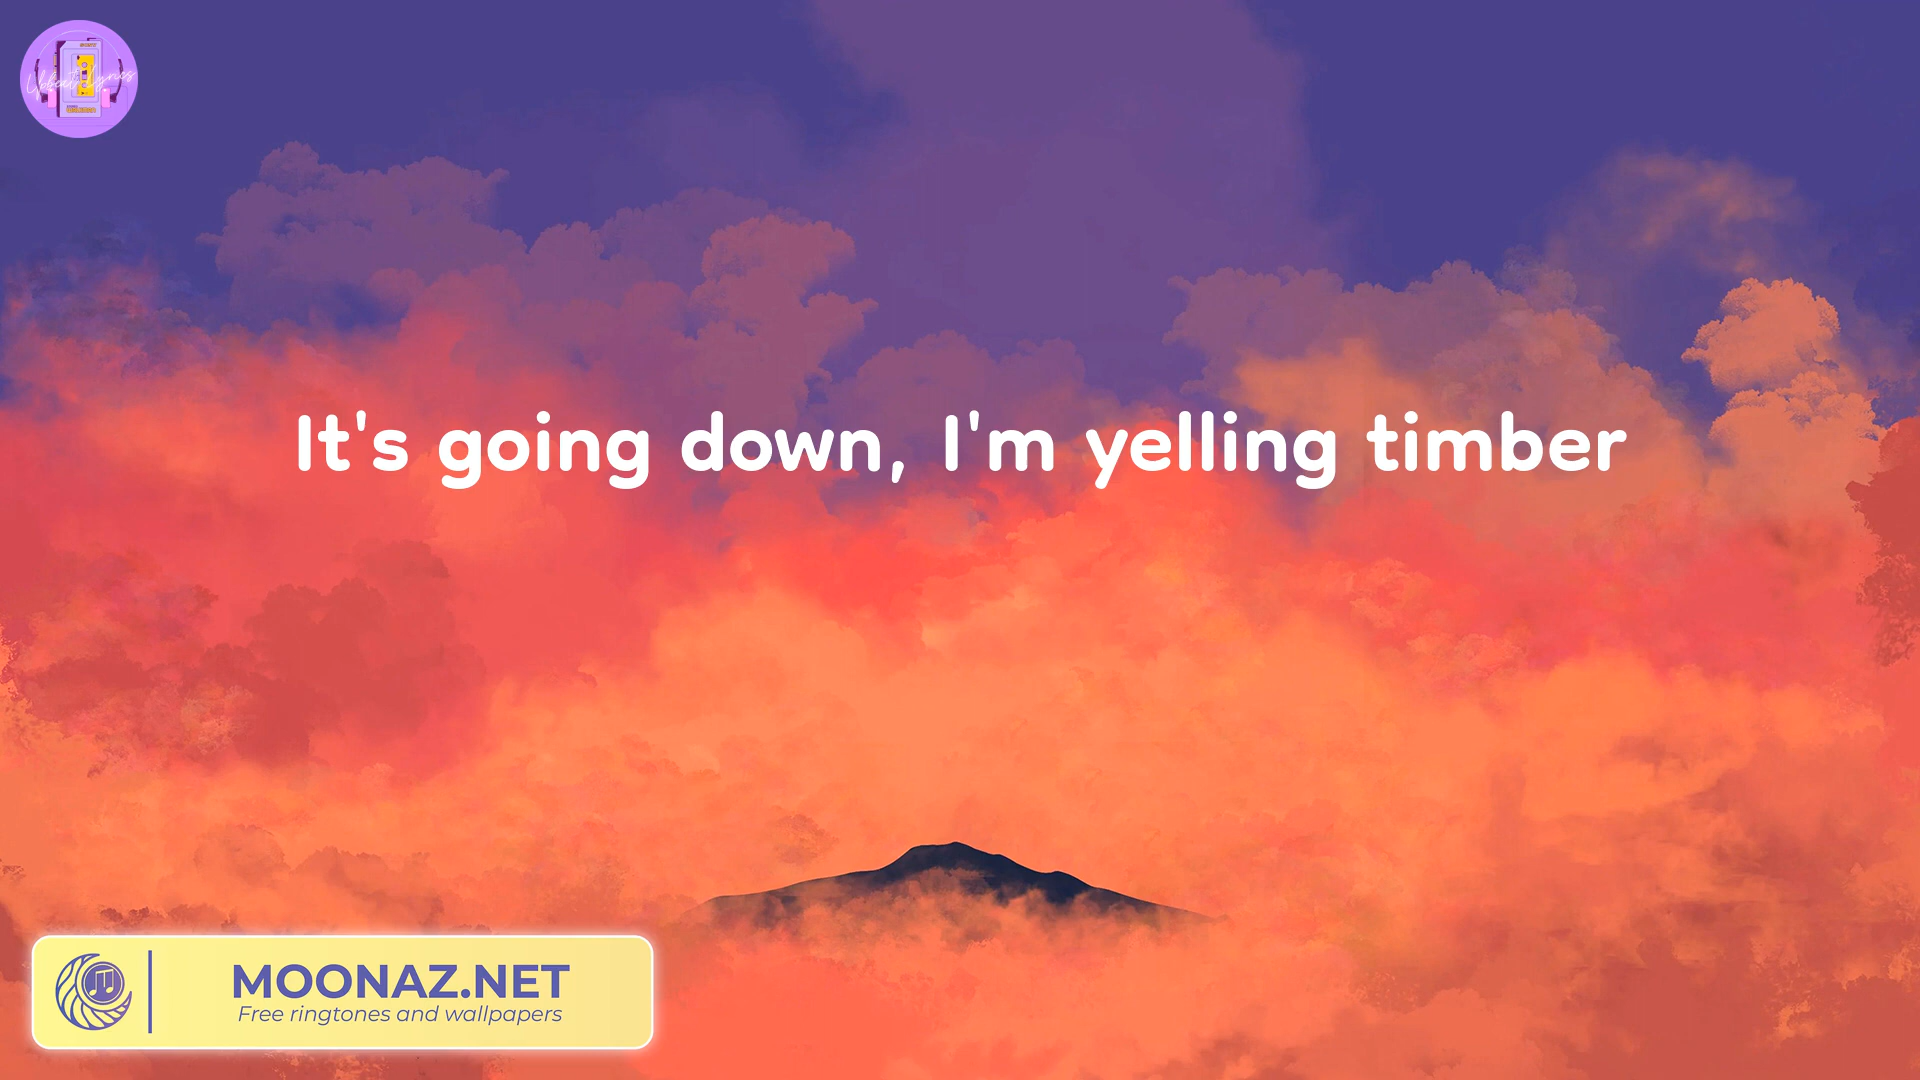 It's going down, I'm yelling timber
MOONAZ.NET
Free ringtones and wallpapers